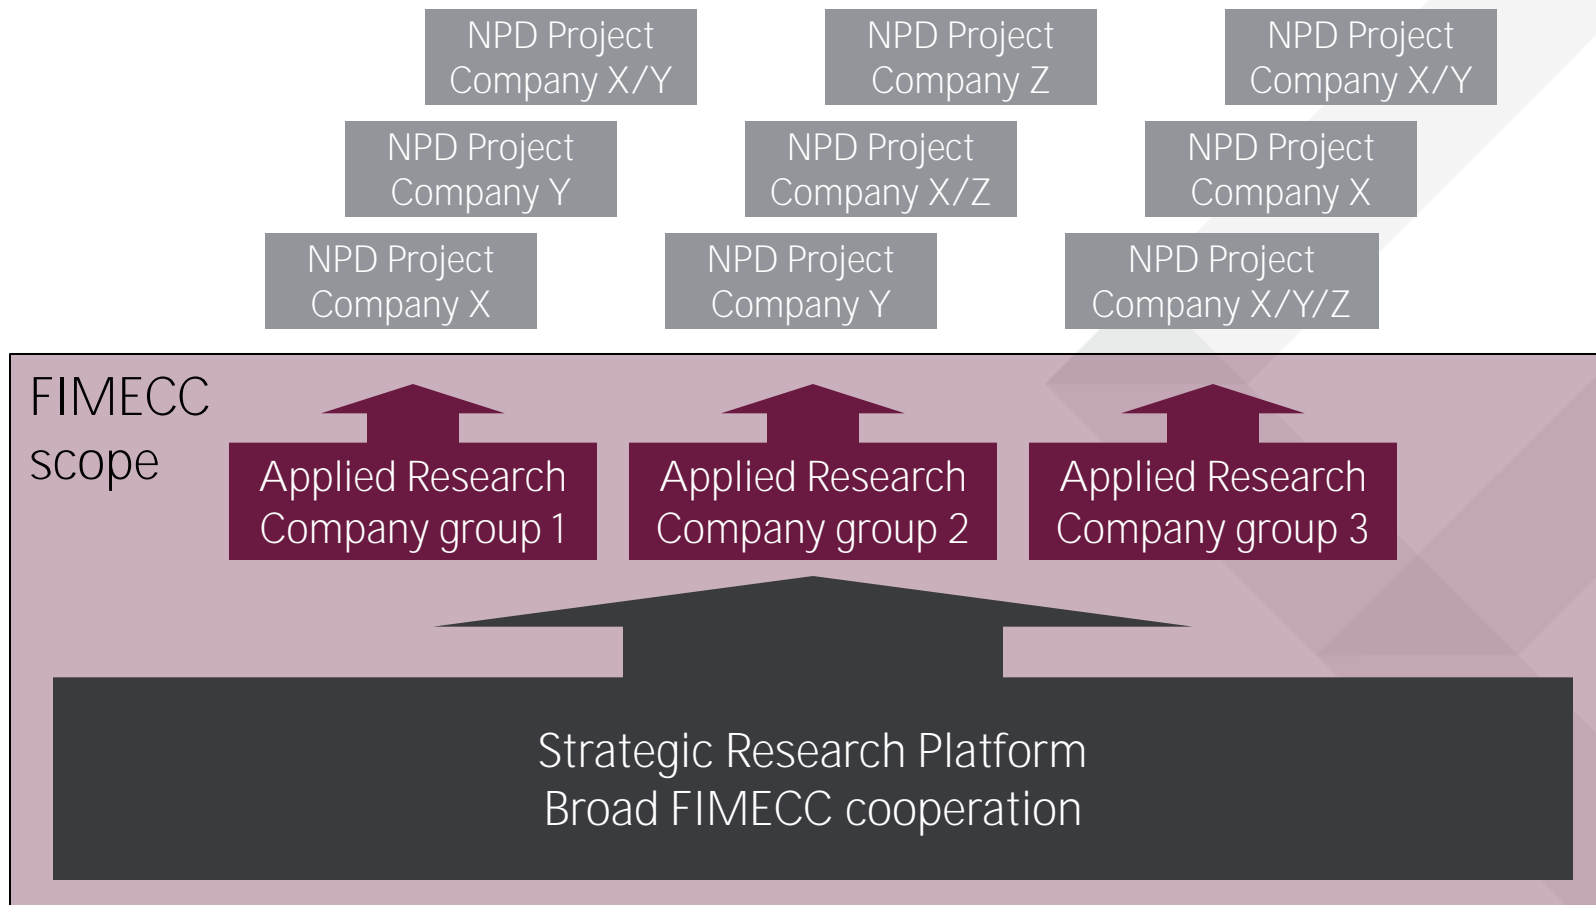 NPD Project
Company X/Y
NPD Project
Company Z
NPD Project
Company X/Y
NPD Project
Company Y
NPD Project
Company X/Z
NPD Project
Company X
NPD Project
Company X
NPD Project
Company Y
NPD Project
Company X/Y/Z
FIMECC
scope
Applied Research
Company group 1
Applied Research
Company group 2
Applied Research
Company group 3
Strategic Research Platform
Broad FIMECC cooperation